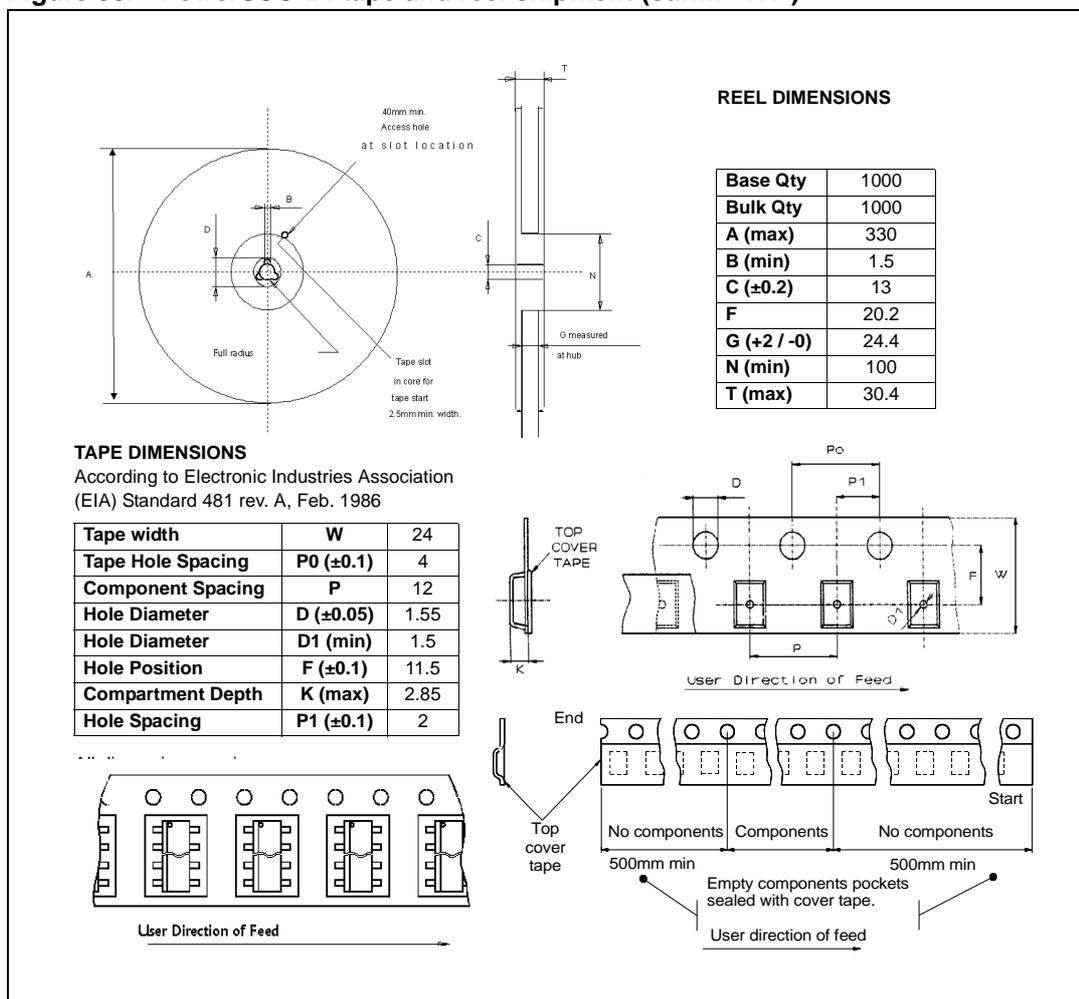 T
40mm min.
Access hole
at slot location
B
D
A
C
N
Full radius
Tape slot
in core for
tape start
2.5mm min. width.
G measured
at hub
REEL DIMENSIONS
Base Qty 1000
Bulk Qty 1000
A (max) 330
B (min) 1.5
C (±0.2) 13
F 20.2
G (+2 / -0) 24.4
N (min) 100
T (max) 30.4
TAPE DIMENSIONS
According to Electronic Industries Association
(EIA) Standard 481 rev. A, Feb. 1986
Tape width W 24
Tape Hole Spacing P0 (±0.1) 4
Component Spacing P 12
Hole Diameter D (±0.05) 1.55
Hole Diameter D1 (min) 1.5
Hole Position F (±0.1) 11.5
Compartment Depth K (max) 2.85
Hole Spacing P1 (±0.1) 2
TOP
COVER
TAPE
K
Po
D
P1
F
W
D1
P
User Direction of Feed
End
Start
Top
cover
tape
No components
Components
No components
500mm min
500mm min
Empty components pockets
sealed with cover tape.
User direction of feed
User Direction of Feed